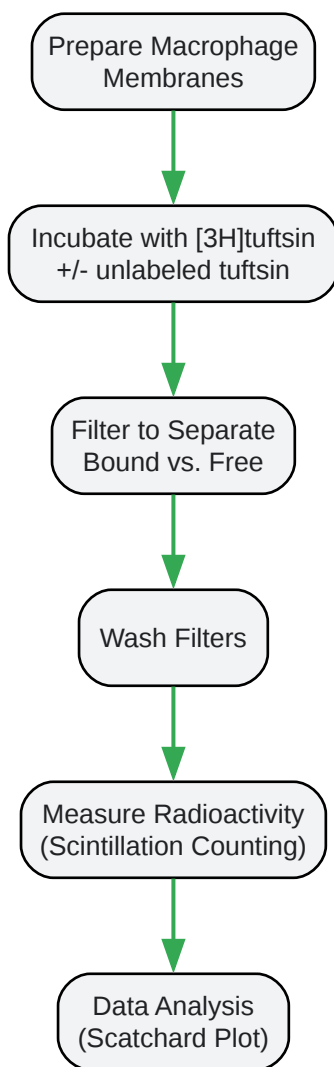 Prepare Macrophage
Membranes
Incubate with [3H]tuftsin
+/- unlabeled tuftsin
Filter to Separate
Bound vs. Free
Wash Filters
Measure Radioactivity
(Scintillation Counting)
Data Analysis
(Scatchard Plot)